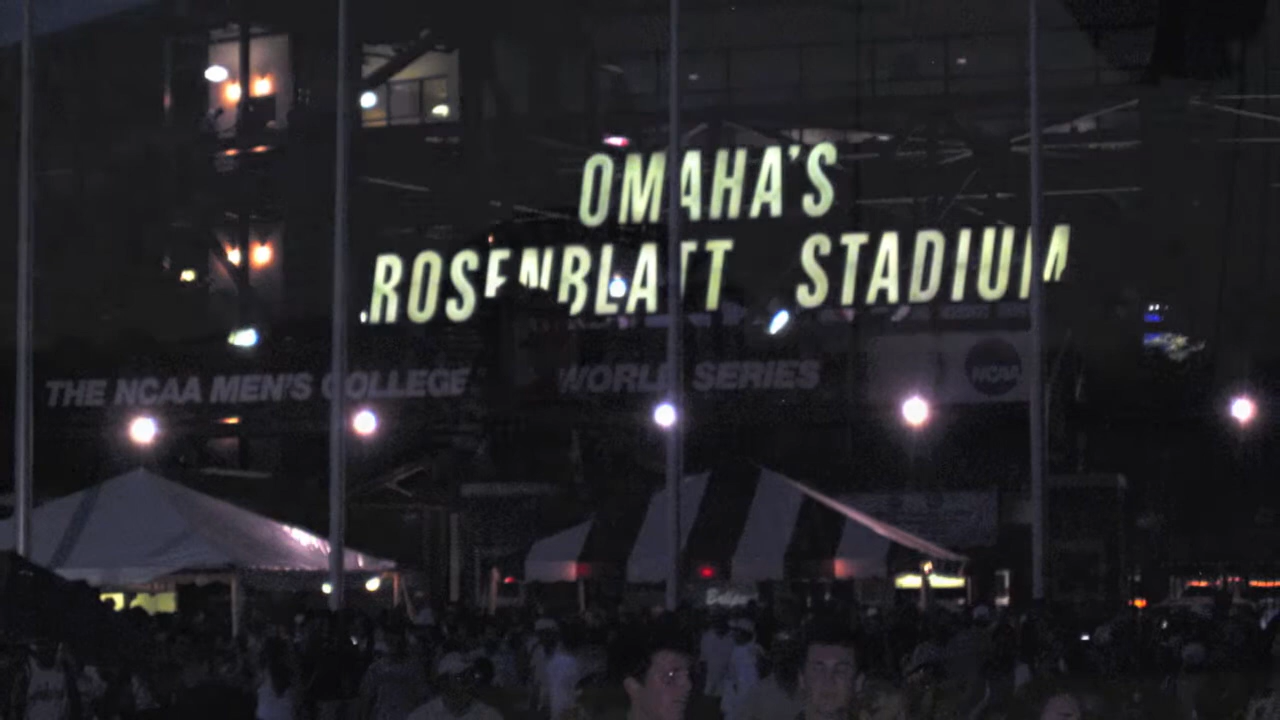 OMAHA'S
ROSENBLATT STADIUM
THE NCAA MEN'S COLLEGE WORLD SERIES
NCAA